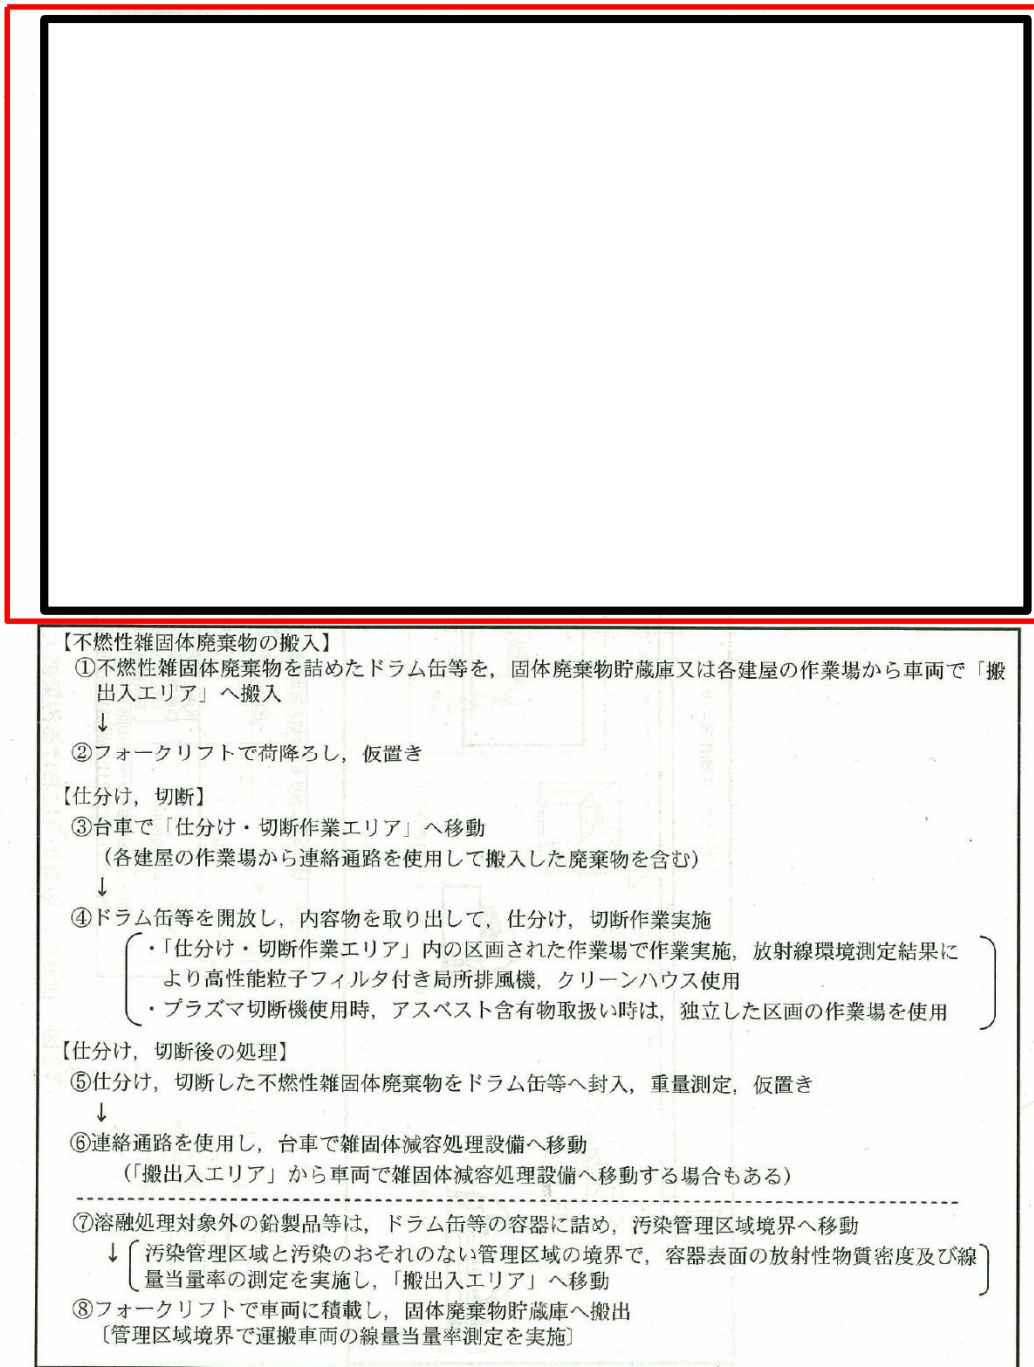 【不燃性雑固体廃棄物の搬入】
①不燃性雑固体廃棄物を詰めたドラム缶等を，固体廃棄物貯蔵庫又は各建屋の作業場から車両で「搬
出入エリア」へ搬入
↓
②フォークリフトで荷降ろし，仮置き
【仕分け，切断】
③台車で「仕分け・切断作業エリア」へ移動
（各建屋の作業場から連絡通路を使用して搬入した廃棄物を含む）
↓
④ドラム缶等を開放し，内容物を取り出して，仕分け，切断作業実施
・「仕分け・切断作業エリア」内の区画された作業場で作業実施，放射線環境測定結果に
より高性能粒子フィルタ付き局所排風機，クリーンハウス使用
・プラズマ切断機使用時，アスベスト含有物取扱い時は，独立した区画の作業場を使用
【仕分け，切断後の処理】
⑤仕分け，切断した不燃性雑固体廃棄物をドラム缶等へ封入，重量測定，仮置き
↓
⑥連絡通路を使用し，台車で雑固体減容処理設備へ移動
（「搬出入エリア」から車両で雑固体減容処理設備へ移動する場合もある）
⑦溶融処理対象外の鉛製品等は，ドラム缶等の容器に詰め，汚染管理区域境界へ移動
↓ 汚染管理区域と汚染のおそれのない管理区域の境界で，容器表面の放射性物質密度及び線
量当量率の測定を実施し，「搬出入エリア」へ移動
⑧フォークリフトで車両に積載し，固体廃棄物貯蔵庫へ搬出
〔管理区域境界で運搬車両の線量当量率測定を実施〕